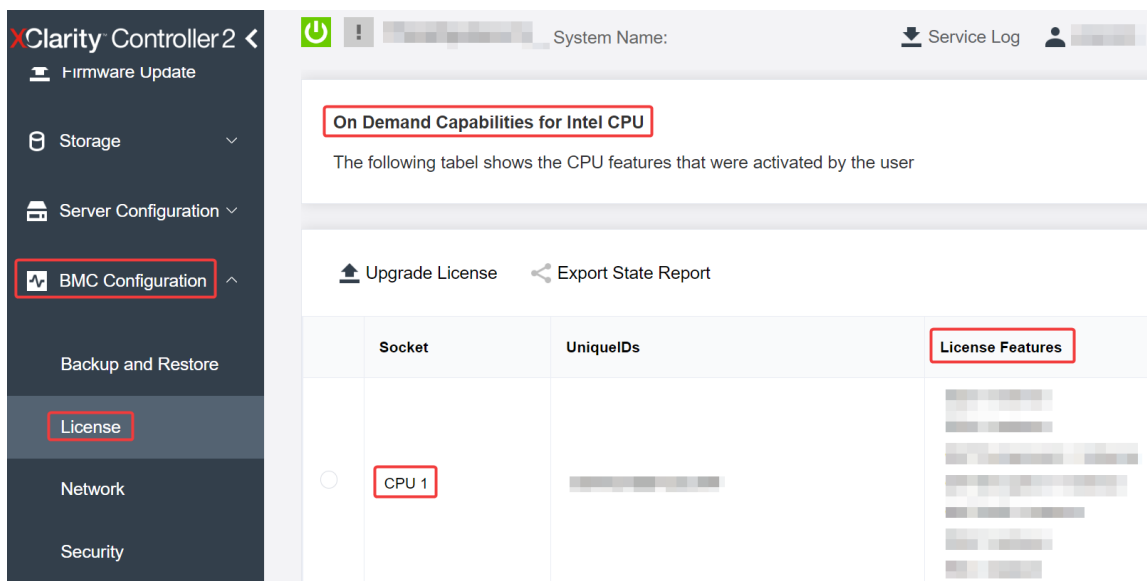 XClarity Controller 2
Firmware Update
Storage
Server Configuration
BMC Configuration
Backup and Restore
License
Network
Security
System Name:
Service Log
On Demand Capabilities for Intel CPU
The following tabel shows the CPU features that were activated by the user
Upgrade License
Export State Report
Socket
UniqueIDs
License Features
CPU 1